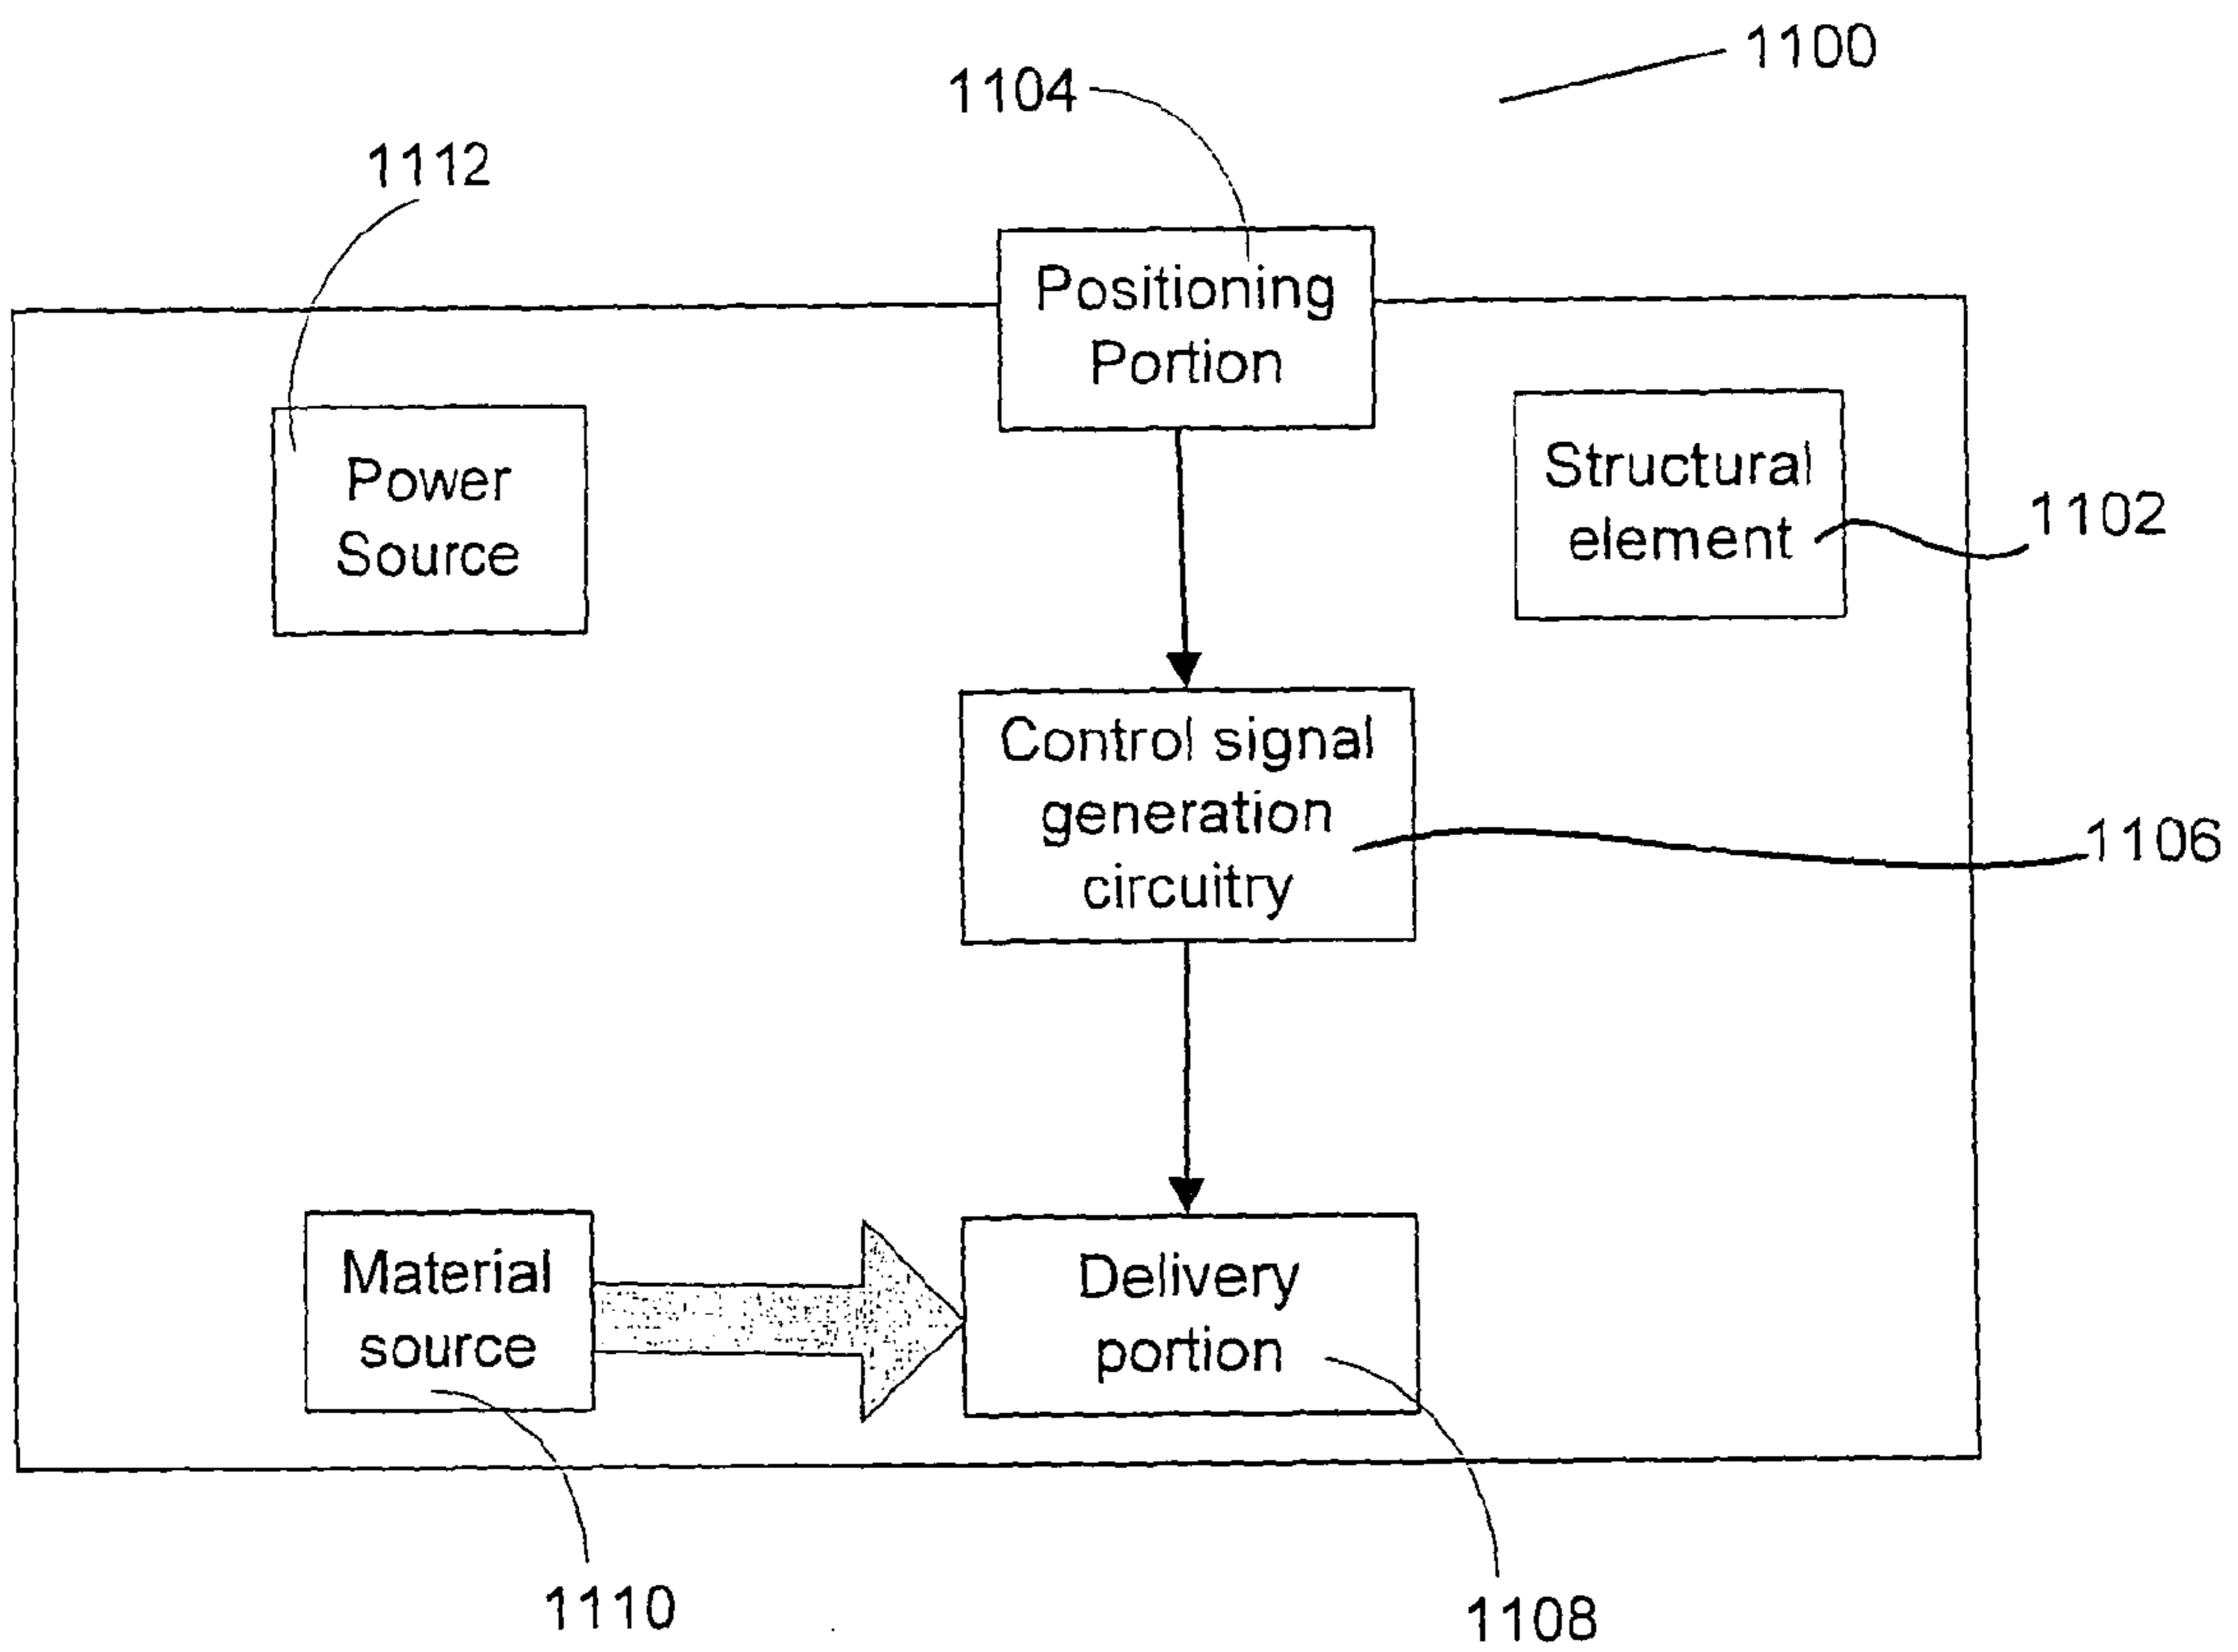 1100
1104
1112
Positioning
Portion
Power
Source
Structural
element
1102
Control signal
generation
circuitry
1106
Material
source
Delivery
portion
1110
1108